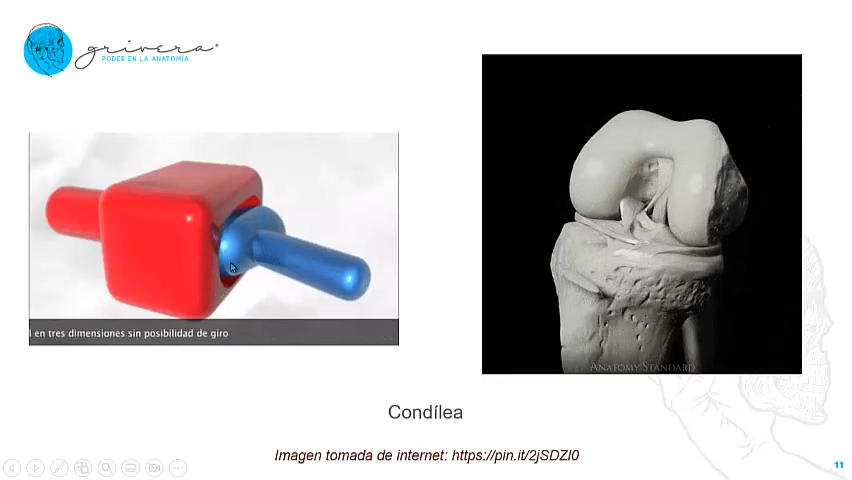 grivera®
PODER EN LA ANATOMÍA
l en tres dimensiones sin posibilidad de giro
ANATOMY STANDARD
Condílea
Imagen tomada de internet: https://pin.it/2jSDZI0
11